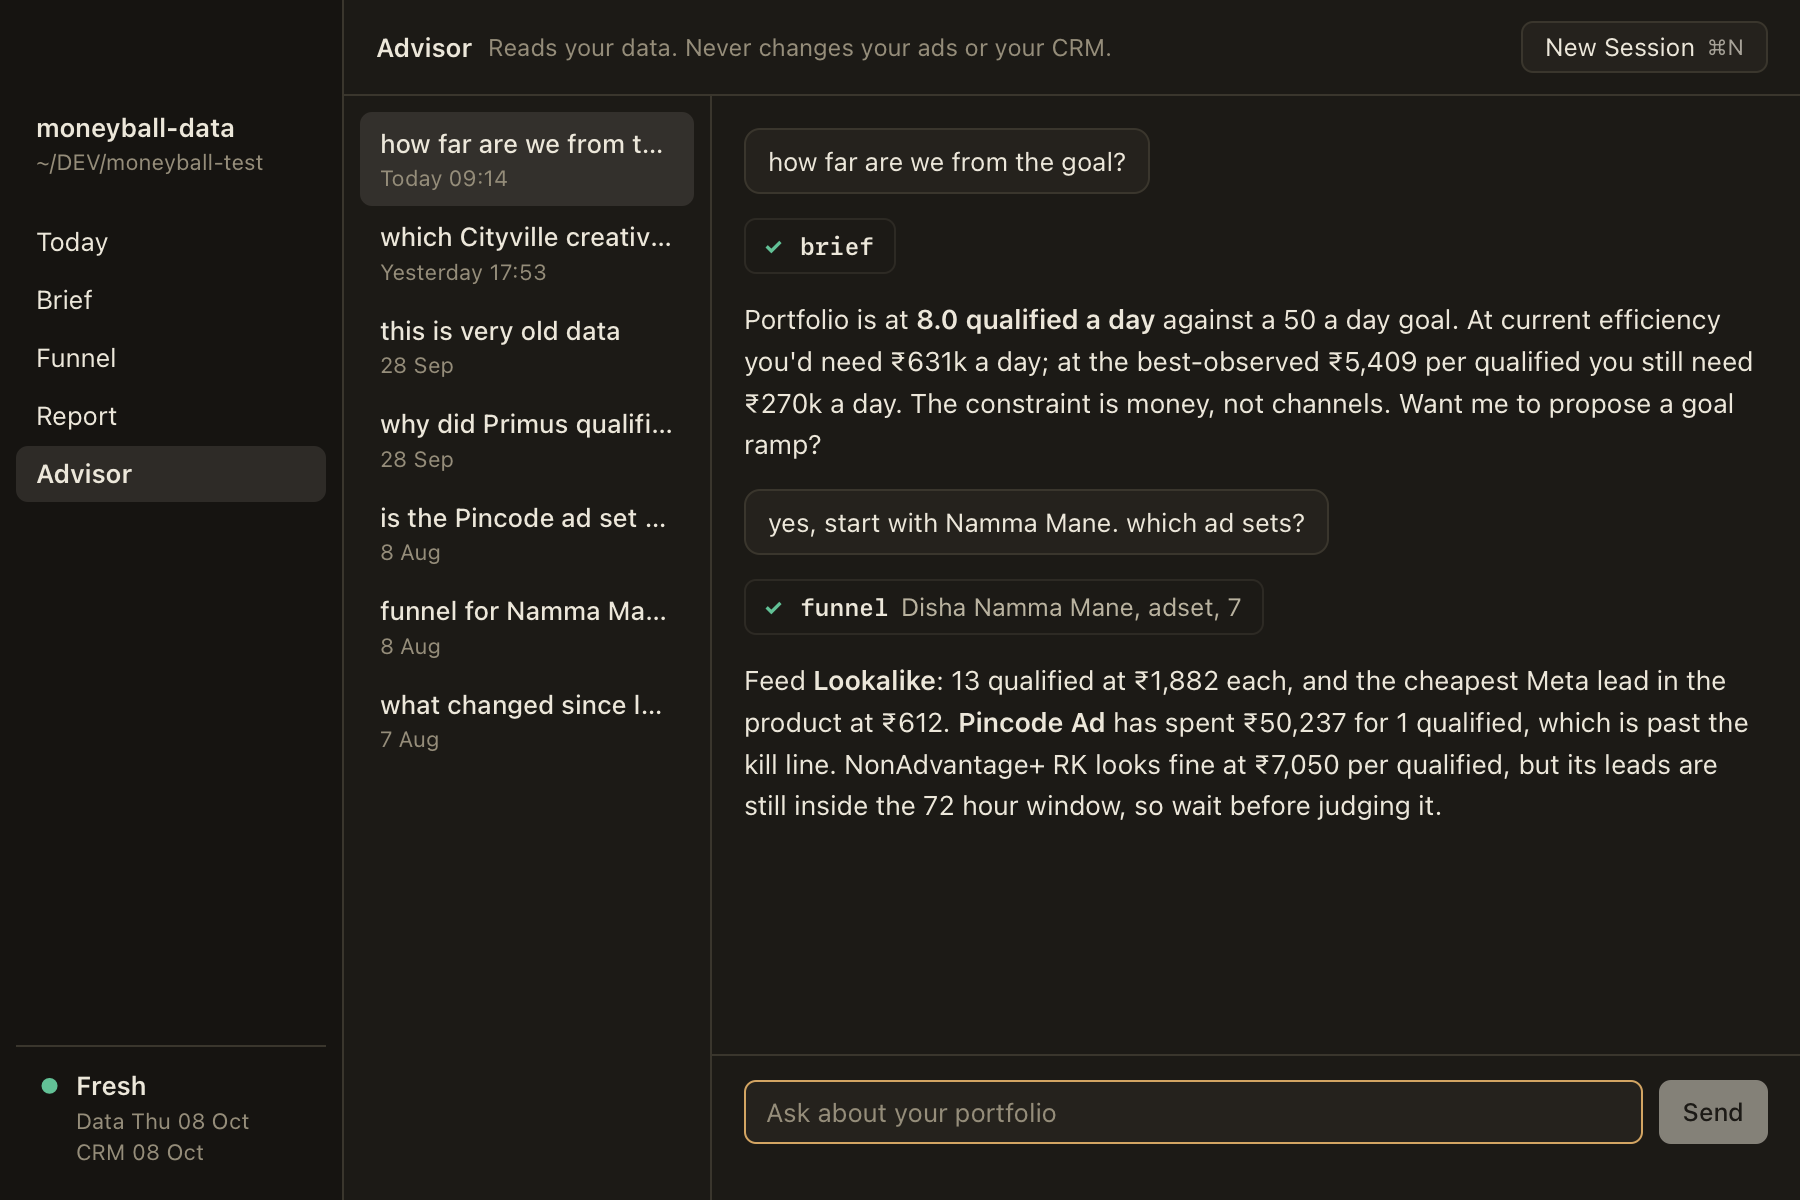 Advisor Reads your data. Never changes your ads or your CRM.
New Session ⌘N
moneyball-data
~/DEV/moneyball-test
Today
Brief
Funnel
Report
Advisor
Fresh
Data Thu 08 Oct
CRM 08 Oct
how far are we from t...
Today 09:14
which Cityville creativ...
Yesterday 17:53
this is very old data
28 Sep
why did Primus qualifi...
28 Sep
is the Pincode ad set ...
8 Aug
funnel for Namma Ma...
8 Aug
what changed since l...
7 Aug
how far are we from the goal?
✓ brief
Portfolio is at 8.0 qualified a day against a 50 a day goal. At current efficiency
you'd need ₹631k a day; at the best-observed ₹5,409 per qualified you still need
₹270k a day. The constraint is money, not channels. Want me to propose a goal
ramp?
yes, start with Namma Mane. which ad sets?
✓ funnel Disha Namma Mane, adset, 7
Feed Lookalike: 13 qualified at ₹1,882 each, and the cheapest Meta lead in the
product at ₹612. Pincode Ad has spent ₹50,237 for 1 qualified, which is past the
kill line. NonAdvantage+ RK looks fine at ₹7,050 per qualified, but its leads are
still inside the 72 hour window, so wait before judging it.
Ask about your portfolio
Send